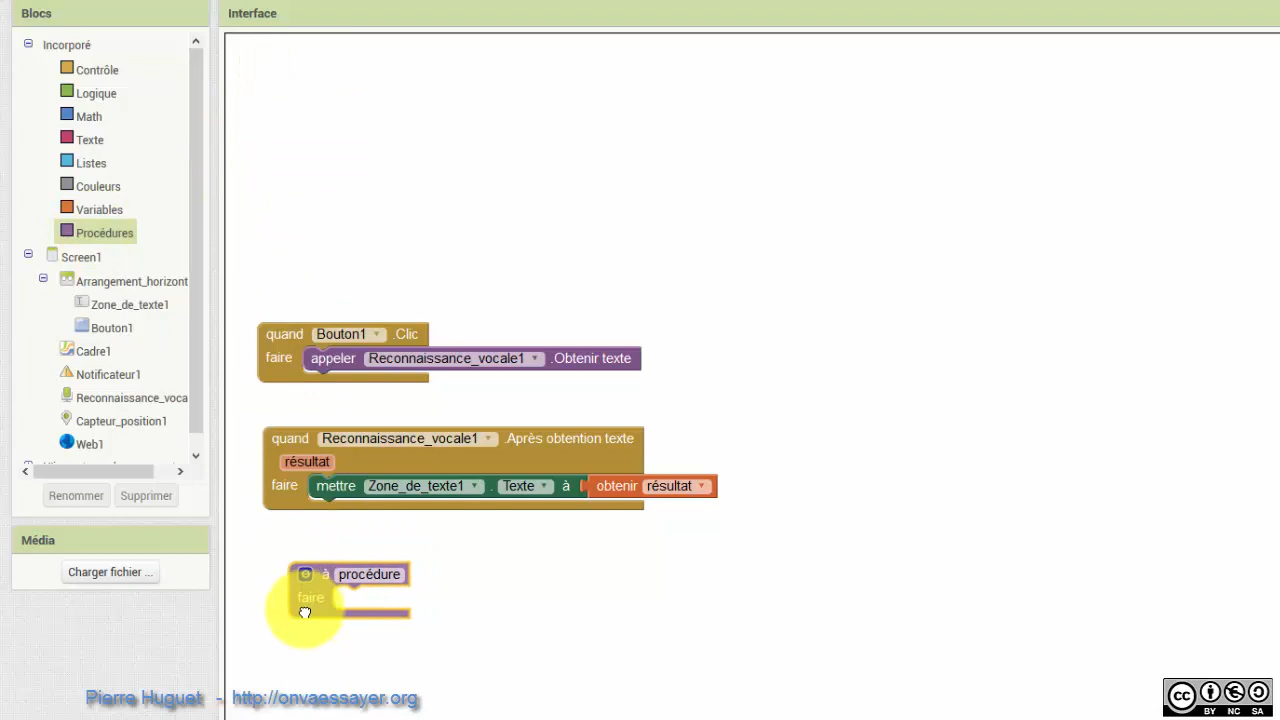 Blocs
Interface
Incorporé
Contrôle
Logique
Math
Texte
Listes
Couleurs
Variables
Procédures
Screen1
Arrangement_horizont
Zone_de_texte1
Bouton1
Cadre1
Notificateur1
Reconnaissance_voca
Capteur_position1
Web1
Renommer Supprimer
Média
Charger fichier ...
quand Bouton1 .Clic
faire appeler Reconnaissance_vocale1 .Obtenir texte
quand Reconnaissance_vocale1 .Après obtention texte
résultat
faire mettre Zone_de_texte1 . Texte à obtenir résultat
à procédure
faire
Pierre Huguet - http://onvaessayer.org
cc
BY NC SA